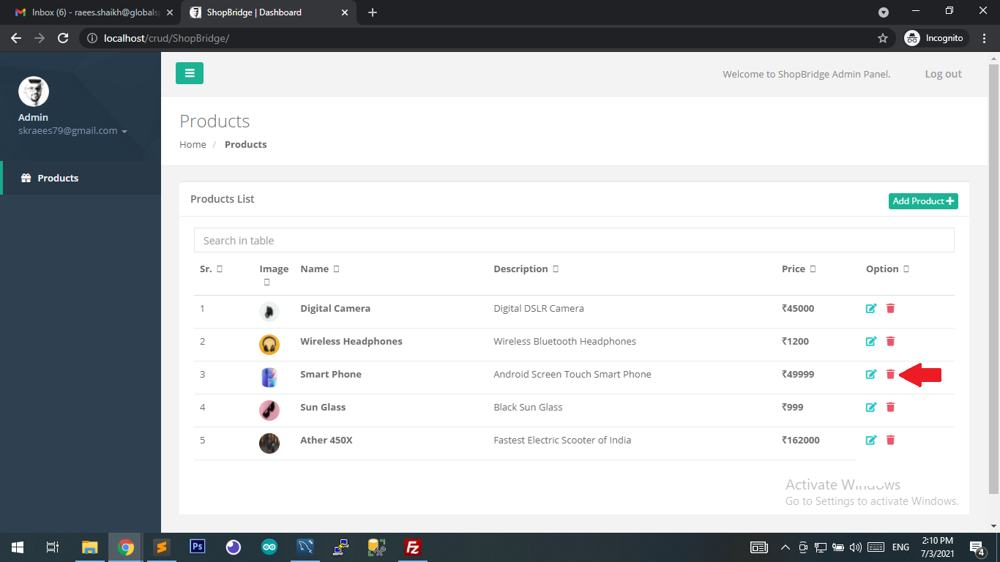 Inbox (6) - raees.shaikh@globals
ShopBridge | Dashboard
localhost/crud/ShopBridge/
Incognito
Welcome to ShopBridge Admin Panel.
Log out
Admin
skraees79@gmail.com
Products
Products
Home / Products
Products List
Add Product
Search in table
Sr. Image Name Description Price Option
1 Digital Camera Digital DSLR Camera ₹45000
2 Wireless Headphones Wireless Bluetooth Headphones ₹1200
3 Smart Phone Android Screen Touch Smart Phone ₹49999
4 Sun Glass Black Sun Glass ₹999
5 Ather 450X Fastest Electric Scooter of India ₹162000
Activate Windows
Go to Settings to activate Windows.
Ps
Fz
ENG
2:10 PM
7/3/2021
4